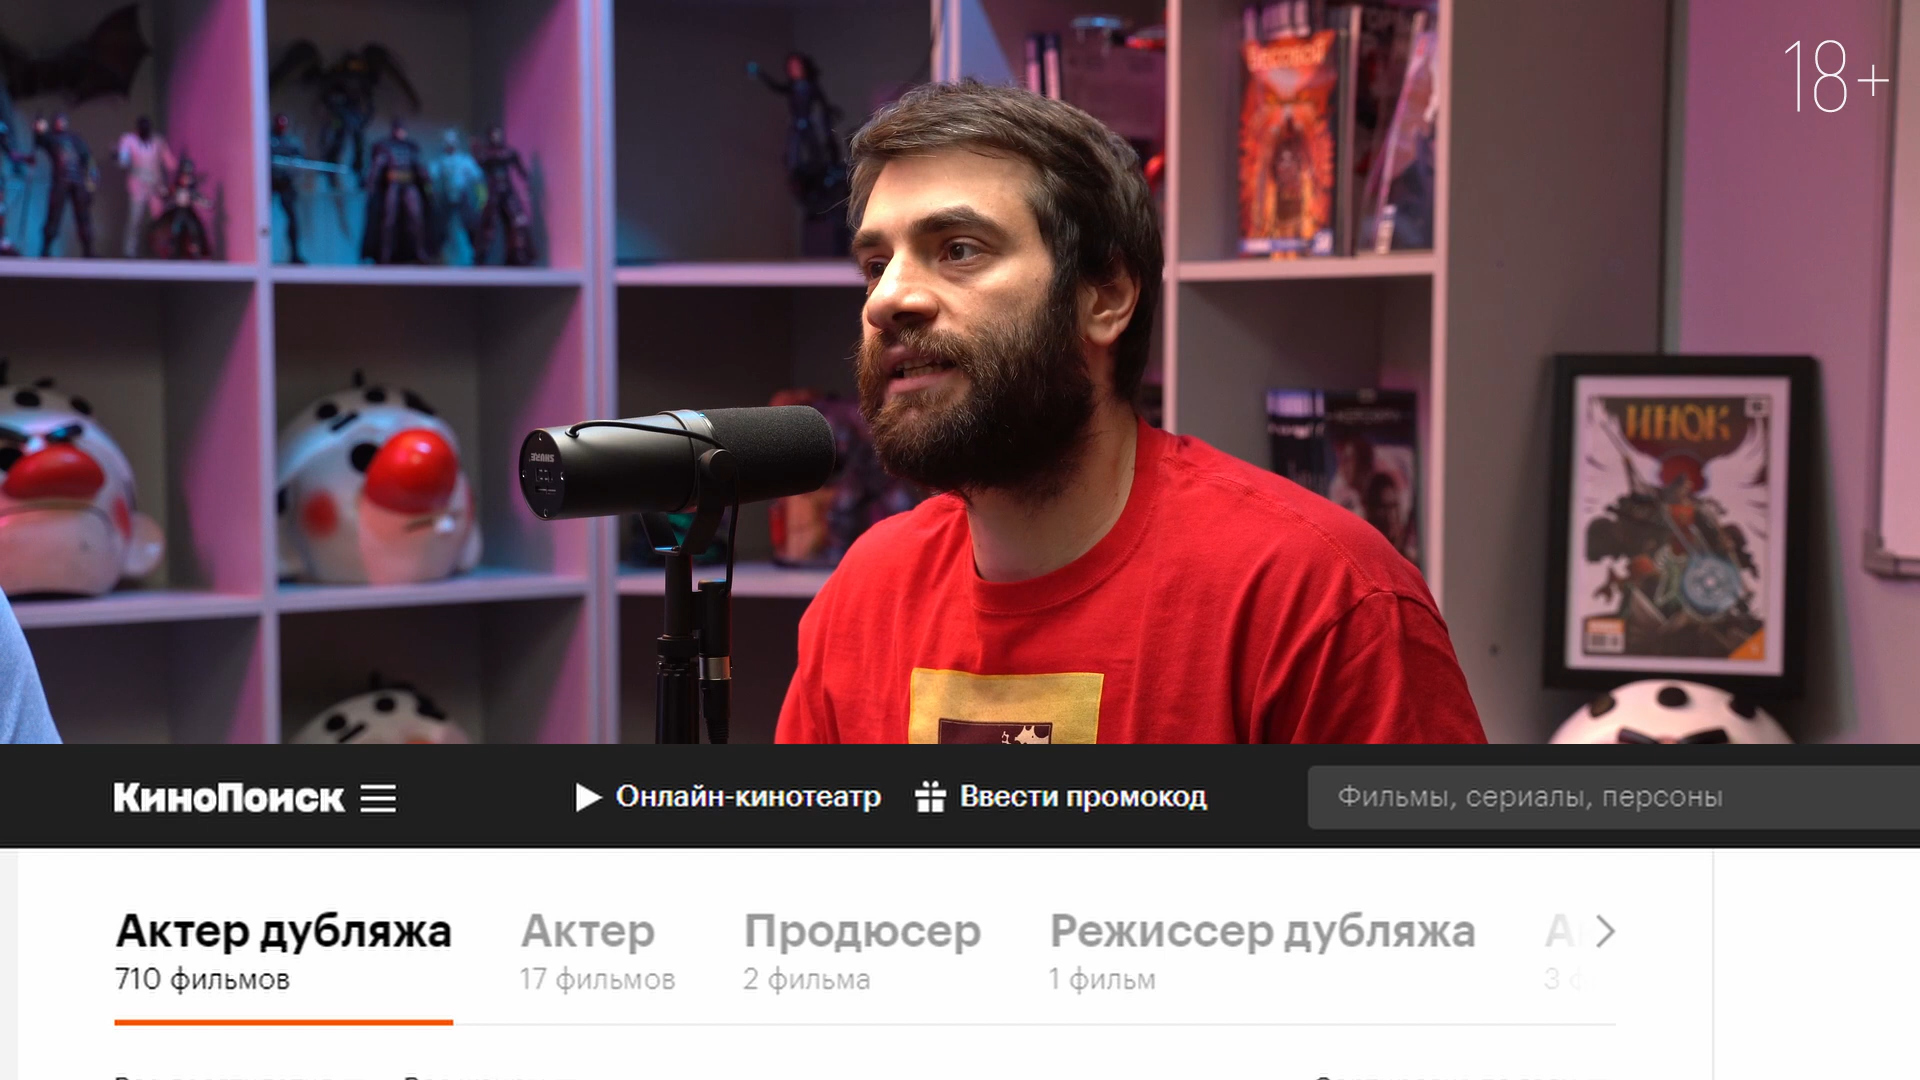 18+
ИНОК
SHURE
КиноПоиск
Онлайн-кинотеатр
Ввести промокод
Фильмы, сериалы, персоны
Актер дубляжа
710 фильмов
Актер
17 фильмов
Продюсер
2 фильма
Режиссер дубляжа
1 фильм